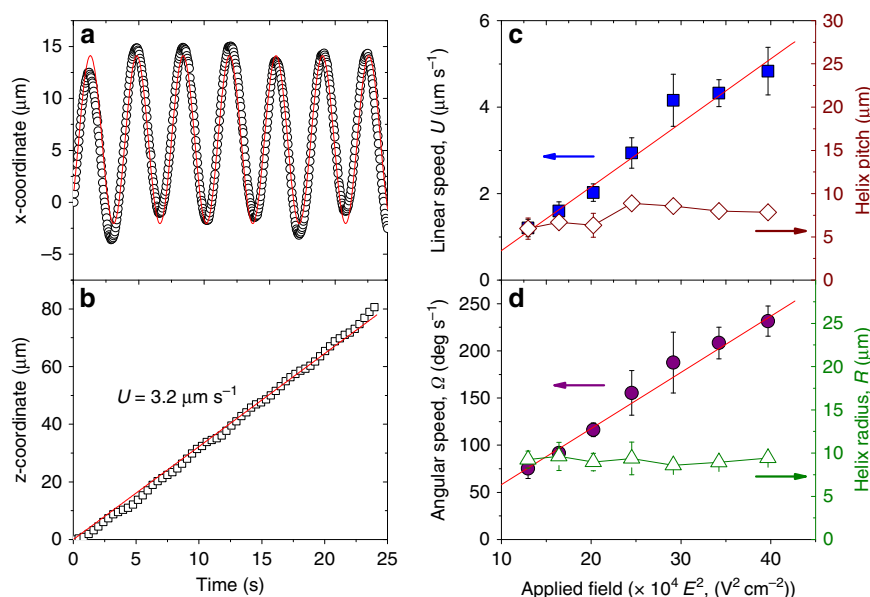 a
x-coordinate (μm)
15
10
5
0
−5
b
z-coordinate (μm)
80
60
40
20
0
U = 3.2 μm s⁻¹
0 5 10 15 20 25
Time (s)
c
Linear speed, U (μm s⁻¹)
6
4
2
0
30
25
20
15
10
5
0
Helix pitch (μm)
d
Angular speed, Ω (deg s⁻¹)
250
200
150
100
75
50
0
25
20
15
10
5
0
Helix radius, R (μm)
10 15 20 25 30 35 40
Applied field (× 10⁴ E², (V² cm⁻²))